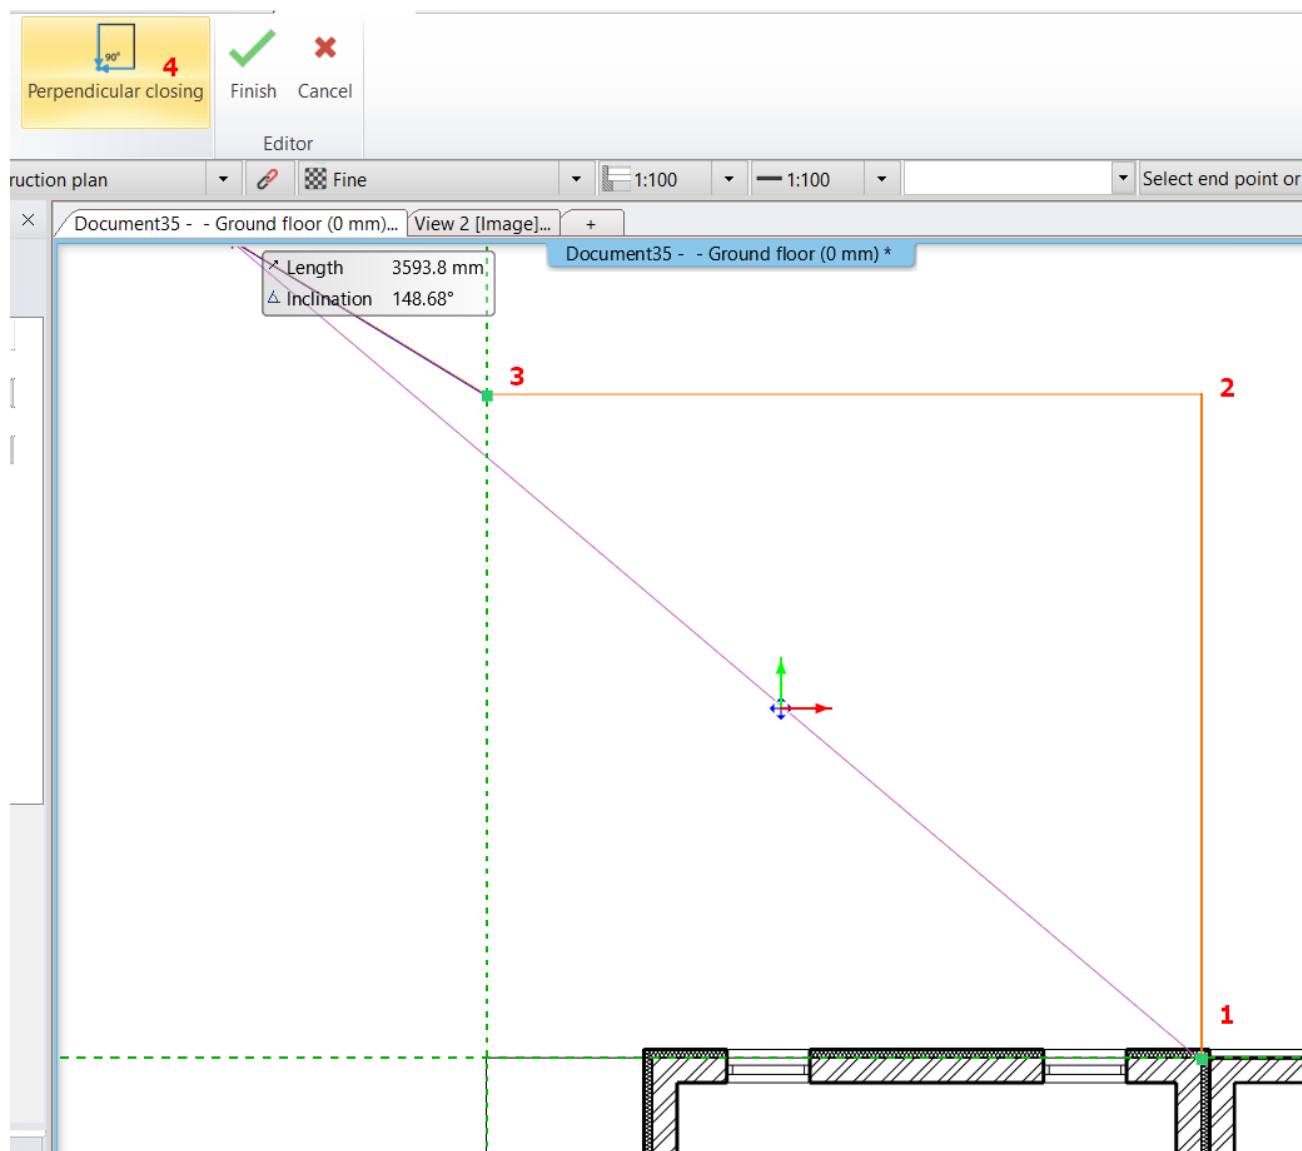 90°
4
Perpendicular closing
Finish
Cancel
Editor
ruction plan
Fine
1:100
1:100
Select end point or
Document35 - - Ground floor (0 mm)...
View 2 [Image]...
+
Document35 - - Ground floor (0 mm) *
Length 3593.8 mm
Inclination 148.68°
3
2
1